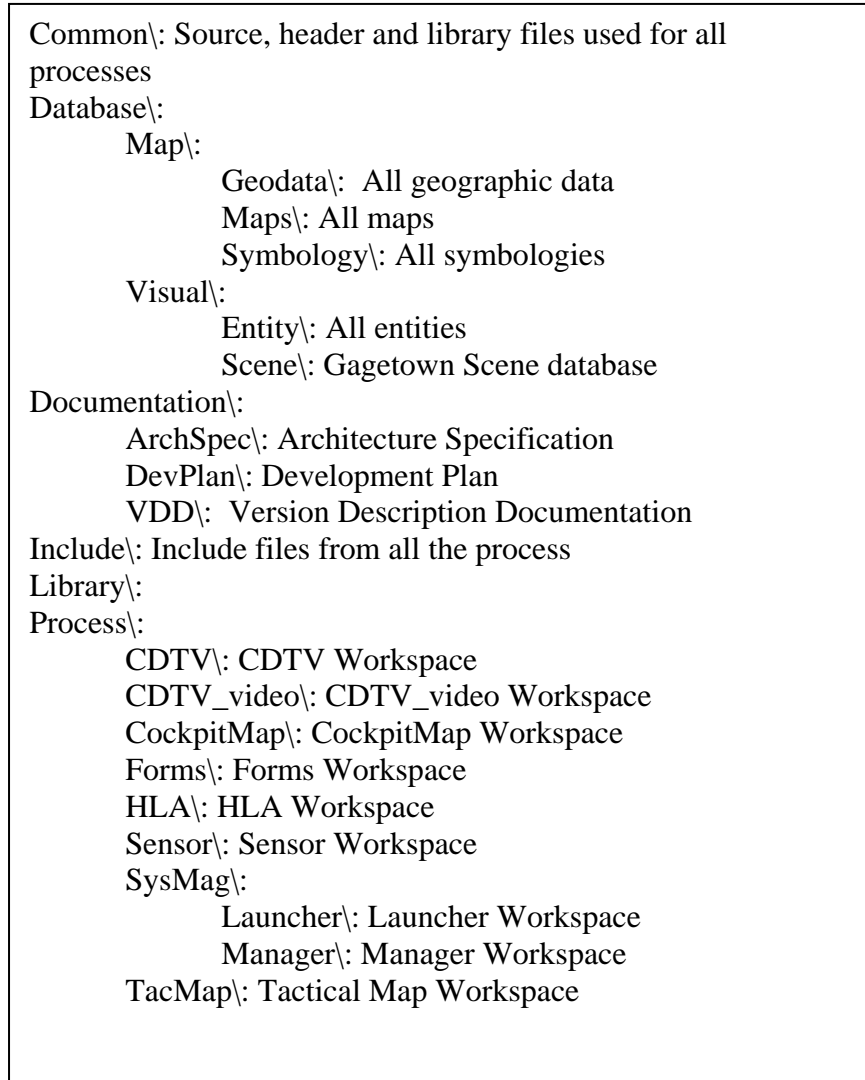 Common\: Source, header and library files used for all
processes
Database\:
Map\:
Geodata\:  All geographic data
Maps\: All maps
Symbology\: All symbologies
Visual\:
Entity\: All entities
Scene\: Gagetown Scene database
Documentation\:
ArchSpec\: Architecture Specification
DevPlan\: Development Plan
VDD\:  Version Description Documentation
Include\: Include files from all the process
Library\:
Process\:
CDTV\: CDTV Workspace
CDTV_video\: CDTV_video Workspace
CockpitMap\: CockpitMap Workspace
Forms\: Forms Workspace
HLA\: HLA Workspace
Sensor\: Sensor Workspace
SysMag\:
Launcher\: Launcher Workspace
Manager\: Manager Workspace
TacMap\: Tactical Map Workspace